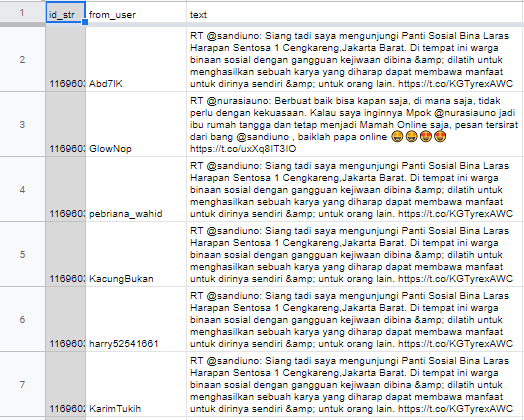 1 id_str from_user text
RT @sandiuno: Siang tadi saya mengunjungi Panti Sosial Bina Laras
Harapan Sentosa 1 Cengkareng,Jakarta Barat. Di tempat ini warga
2 binaan sosial dengan gangguan kejiwaan dibina &amp; dilatih untuk
menghasilkan sebuah karya yang diharap dapat membawa manfaat
116960 Abd7IK untuk dirinya sendiri &amp; untuk orang lain. https://t.co/KGTyrexAWC
RT @nurasiauno: Berbuat baik bisa kapan saja, di mana saja, tidak
perlu dengan kekuasaan. Kalau saya inginnya Mpok @nurasiauno jadi
3 ibu rumah tangga dan tetap menjadi Mamah Online saja, pesan tersirat
dari bang @sandiuno , baiklah papa online 🤩🤩😍😍
116960 GlowNop https://t.co/uxXq8IT3IO
RT @sandiuno: Siang tadi saya mengunjungi Panti Sosial Bina Laras
Harapan Sentosa 1 Cengkareng,Jakarta Barat. Di tempat ini warga
4 binaan sosial dengan gangguan kejiwaan dibina &amp; dilatih untuk
menghasilkan sebuah karya yang diharap dapat membawa manfaat
116960 pebriana_wahid untuk dirinya sendiri &amp; untuk orang lain. https://t.co/KGTyrexAWC
RT @sandiuno: Siang tadi saya mengunjungi Panti Sosial Bina Laras
Harapan Sentosa 1 Cengkareng,Jakarta Barat. Di tempat ini warga
5 binaan sosial dengan gangguan kejiwaan dibina &amp; dilatih untuk
menghasilkan sebuah karya yang diharap dapat membawa manfaat
116960 KacungBukan untuk dirinya sendiri &amp; untuk orang lain. https://t.co/KGTyrexAWC
RT @sandiuno: Siang tadi saya mengunjungi Panti Sosial Bina Laras
Harapan Sentosa 1 Cengkareng,Jakarta Barat. Di tempat ini warga
6 binaan sosial dengan gangguan kejiwaan dibina &amp; dilatih untuk
menghasilkan sebuah karya yang diharap dapat membawa manfaat
116960 harry52541661 untuk dirinya sendiri &amp; untuk orang lain. https://t.co/KGTyrexAWC
RT @sandiuno: Siang tadi saya mengunjungi Panti Sosial Bina Laras
Harapan Sentosa 1 Cengkareng,Jakarta Barat. Di tempat ini warga
7 binaan sosial dengan gangguan kejiwaan dibina &amp; dilatih untuk
menghasilkan sebuah karya yang diharap dapat membawa manfaat
116960 KarimTukih untuk dirinya sendiri &amp; untuk orang lain. https://t.co/KGTyrexAWC